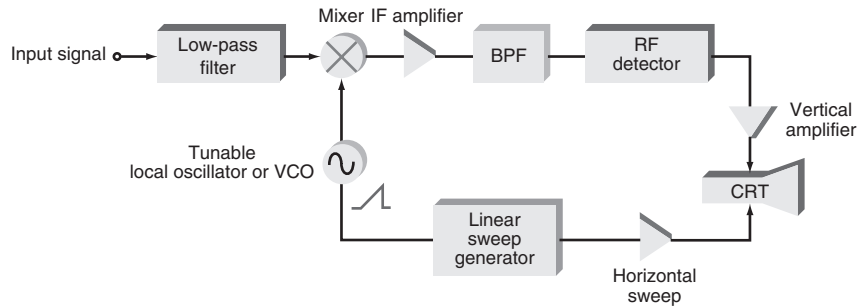 Mixer IF amplifier
Input signal
Low-pass
filter
BPF
RF
detector
Vertical
amplifier
Tunable
local oscillator or VCO
CRT
Linear
sweep
generator
Horizontal
sweep